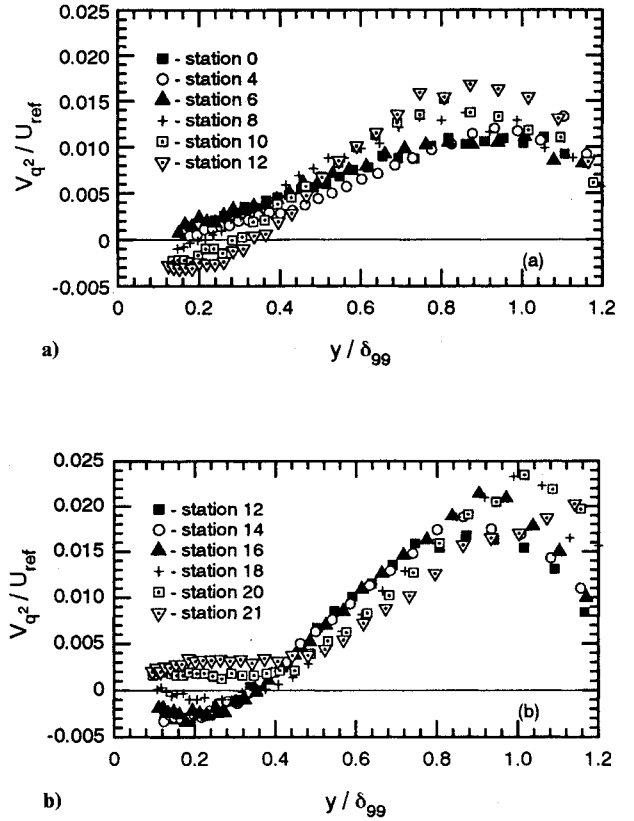 0.025
0.020
0.015
0.010
0.005
0
-0.005
V_q² / U_ref
■ - station 0
○ - station 4
▲ - station 6
+ - station 8
⊡ - station 10
▽ - station 12
(a)
0 0.2 0.4 0.6 0.8 1.0 1.2
a)
y / δ₉₉
0.025
0.020
0.015
0.010
0.005
0
-0.005
V_q² / U_ref
■ - station 12
○ - station 14
▲ - station 16
+ - station 18
⊡ - station 20
▽ - station 21
(b)
0 0.2 0.4 0.6 0.8 1.0 1.2
b)
y / δ₉₉